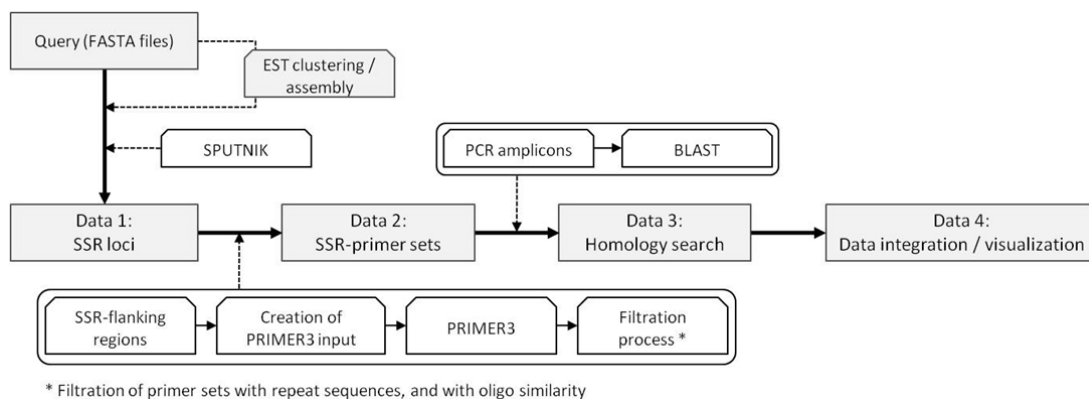 Query (FASTA files)
EST clustering /
assembly
SPUTNIK
PCR amplicons
BLAST
Data 1:
SSR loci
Data 2:
SSR-primer sets
Data 3:
Homology search
Data 4:
Data integration / visualization
SSR-flanking
regions
Creation of
PRIMER3 input
PRIMER3
Filtration
process *
* Filtration of primer sets with repeat sequences, and with oligo similarity